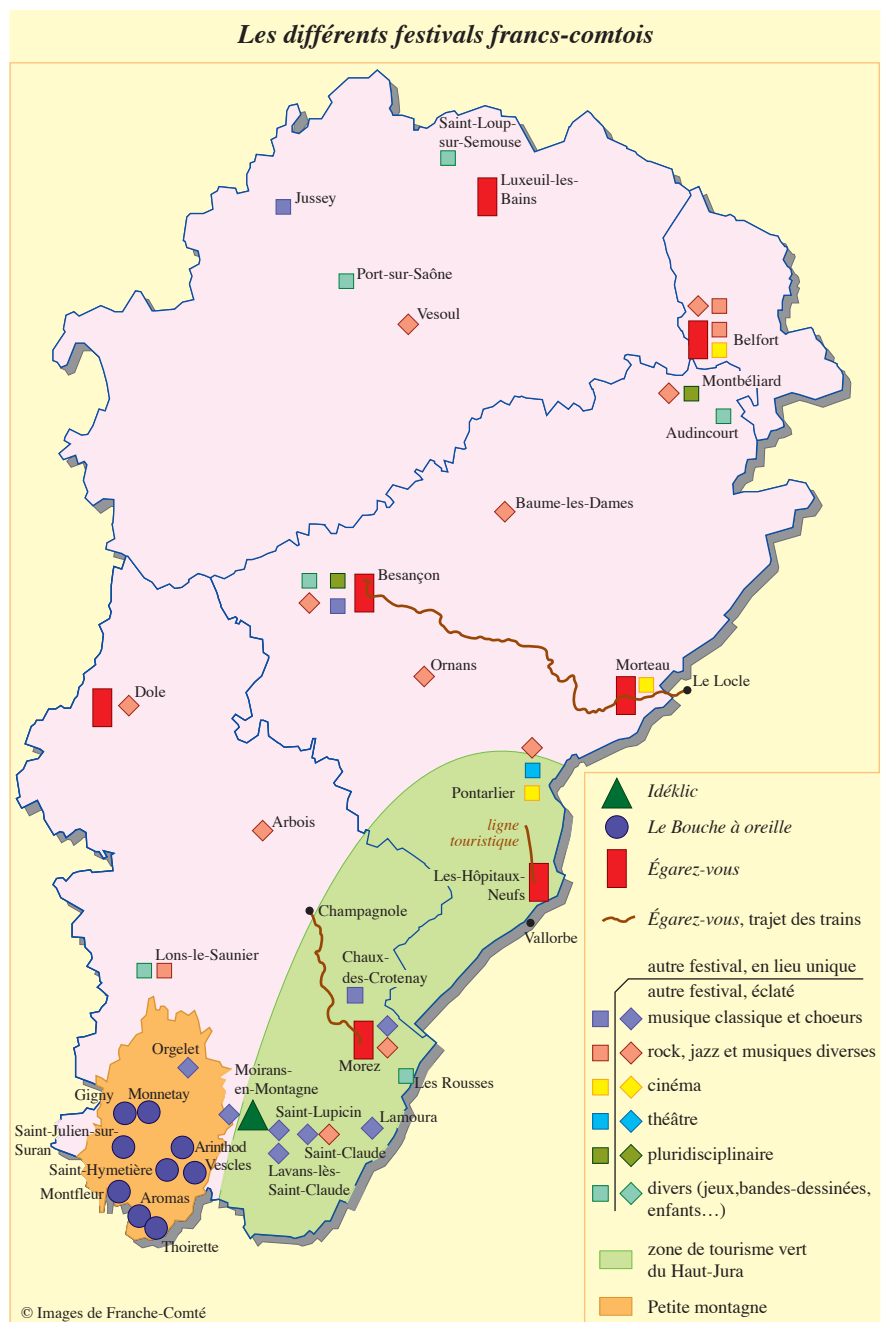 Les différents festivals francs-comtois
Saint-Loup-
sur-Semouse
Luxeuil-les-
Bains
Jussey
Port-sur-Saône
Vesoul
Belfort
Montbéliard
Audincourt
Baume-les-Dames
Besançon
Ornans
Morteau
Le Locle
Dole
Pontarlier
Arbois
ligne
touristique
Les-Hôpitaux-
Neufs
Champagnole
Vallorbe
Lons-le-Saunier
Chaux-
des-Crotenay
Orgelet
Morez
Moirans-
en-Montagne
Les Rousses
Gigny
Monnetay
Saint-Lupicin
Lamoura
Saint-Julien-sur-
Suran
Arinthod
Saint-Claude
Saint-Hymetière
Vescles
Lavans-lès-
Saint-Claude
Montfleur
Aromas
Thoirette
Idéklic
Le Bouche à oreille
Égarez-vous
Égarez-vous, trajet des trains
autre festival, en lieu unique
autre festival, éclaté
musique classique et choeurs
rock, jazz et musiques diverses
cinéma
théâtre
pluridisciplinaire
divers (jeux,bandes-dessinées,
enfants…)
zone de tourisme vert
du Haut-Jura
Petite montagne
© Images de Franche-Comté